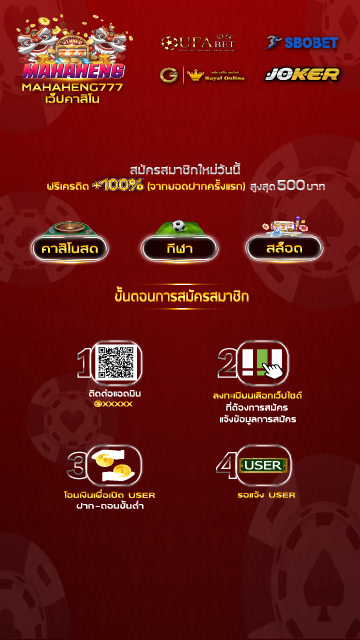 MAHAHENG
MAHAHENG777
เว็บคาสิโน
UFABET
SBOBET
G
Royal Online
JOKER
สมัครสมาชิกใหม่วันนี้
ฟรีเครดิต +100% (จากยอดฝากครั้งแรก) สูงสุด 500 บาท
คาสิโนสด
กีฬา
สล็อต
ขั้นตอนการสมัครสมาชิก
1
ติดต่อแอดมิน
@XXXXX
2
ลงทะเบียนเลือกเว็บไซต์
ที่ต้องการสมัคร
แจ้งข้อมูลการสมัคร
3
โอนเงินเพื่อเปิด USER
ฝาก-ถอนขั้นต่ำ
4
USER
รอแจ้ง USER